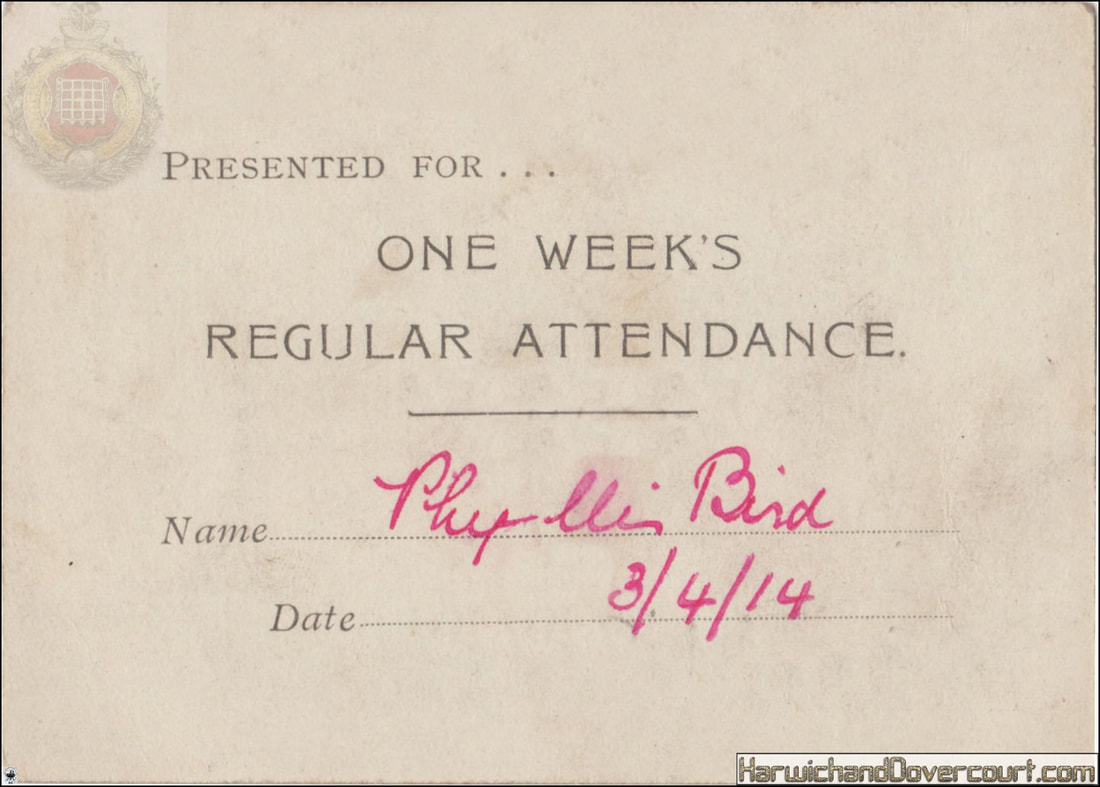 PRESENTED FOR . . .
ONE WEEK'S
REGULAR ATTENDANCE.
Name Phyllis Bird
Date 3/4/14
HarwichandDovercourt.com